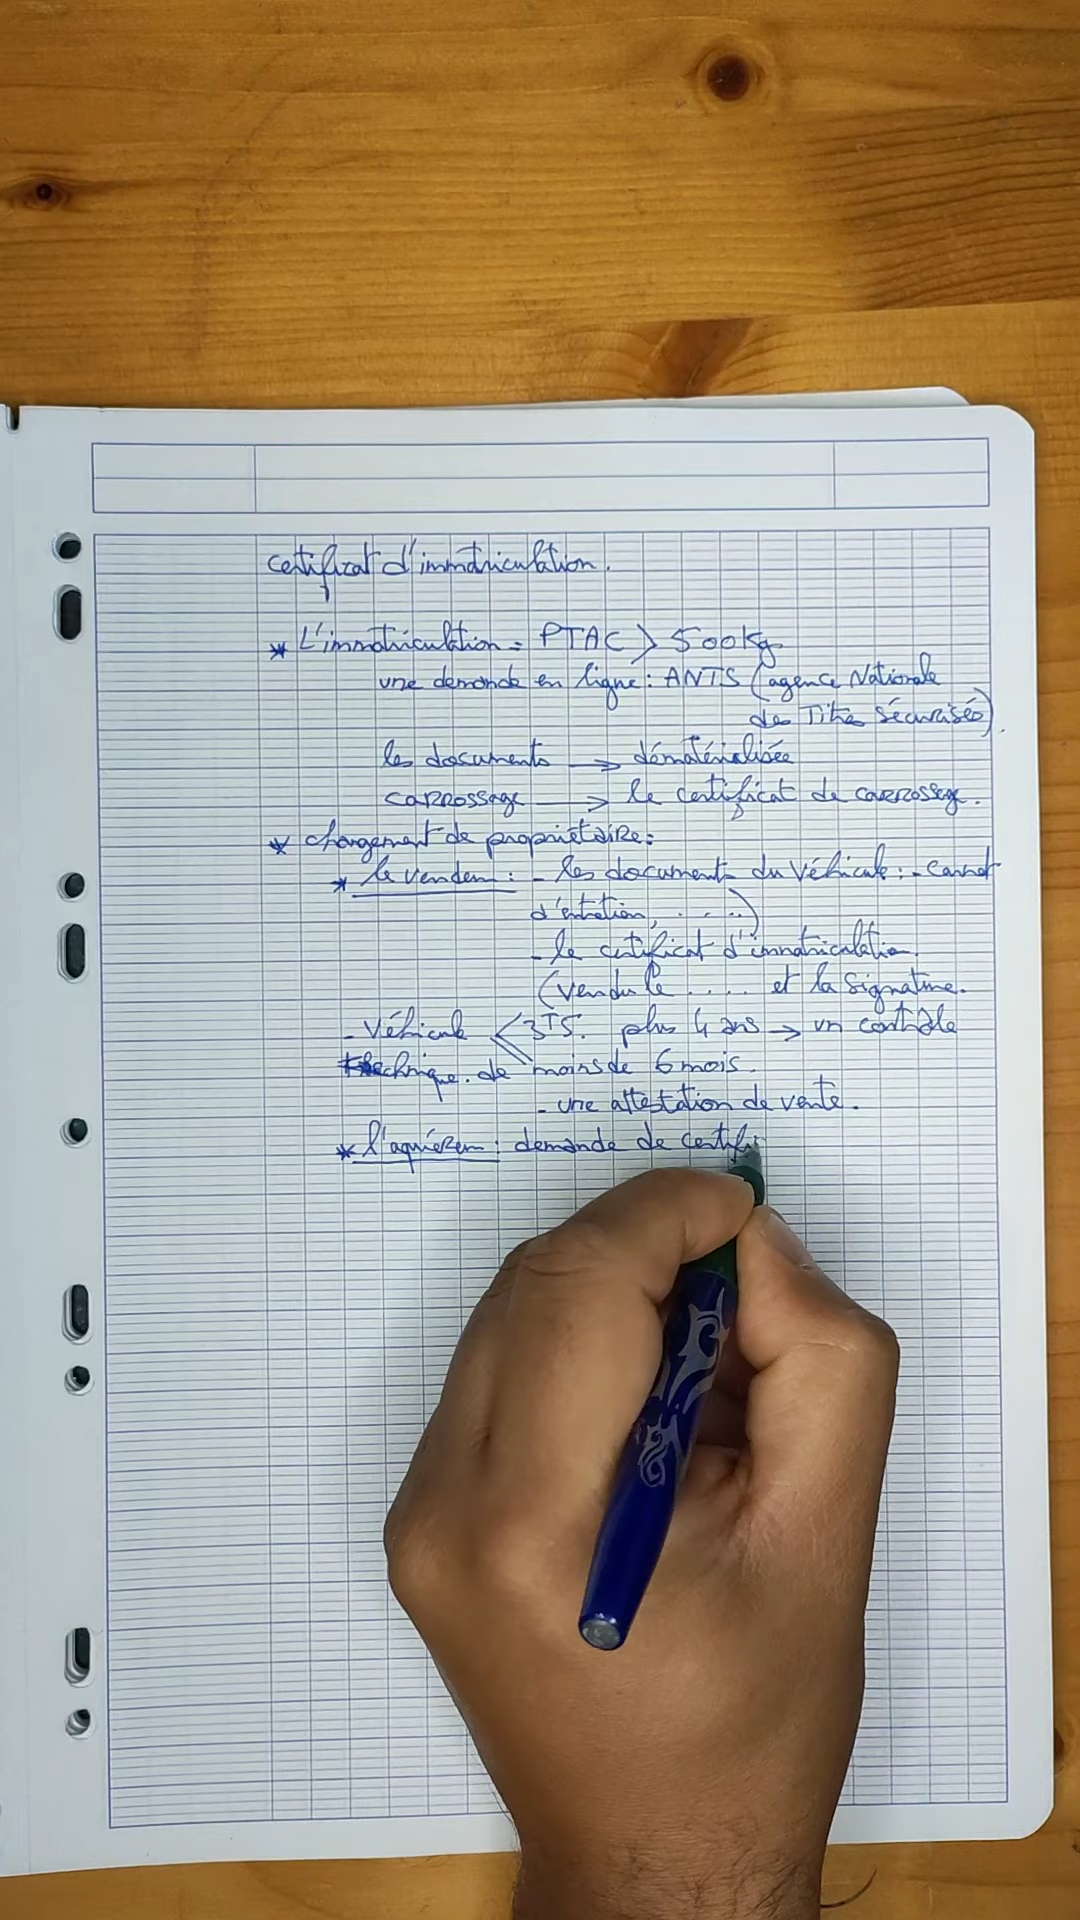 certificat d'immatriculation.
* L'immatriculation = PTAC > 500Kg
une demande en ligne : ANTS (agence Nationale
des Titres sécurisés).
les documents → dématérialisée
carrossage → le certificat de carrossage.
* changement de propriétaire :
* le vendeur : - les documents du véhicule : - carnet
d'entretien, .....)
- le certificat d'immatriculation.
(vendu le .... et la signature.
- véhicule < 3T5. plus 4 ans → un contrôle
technique. de moins de 6 mois.
- une attestation de vente.
* l'aquéreur : demande de certifi